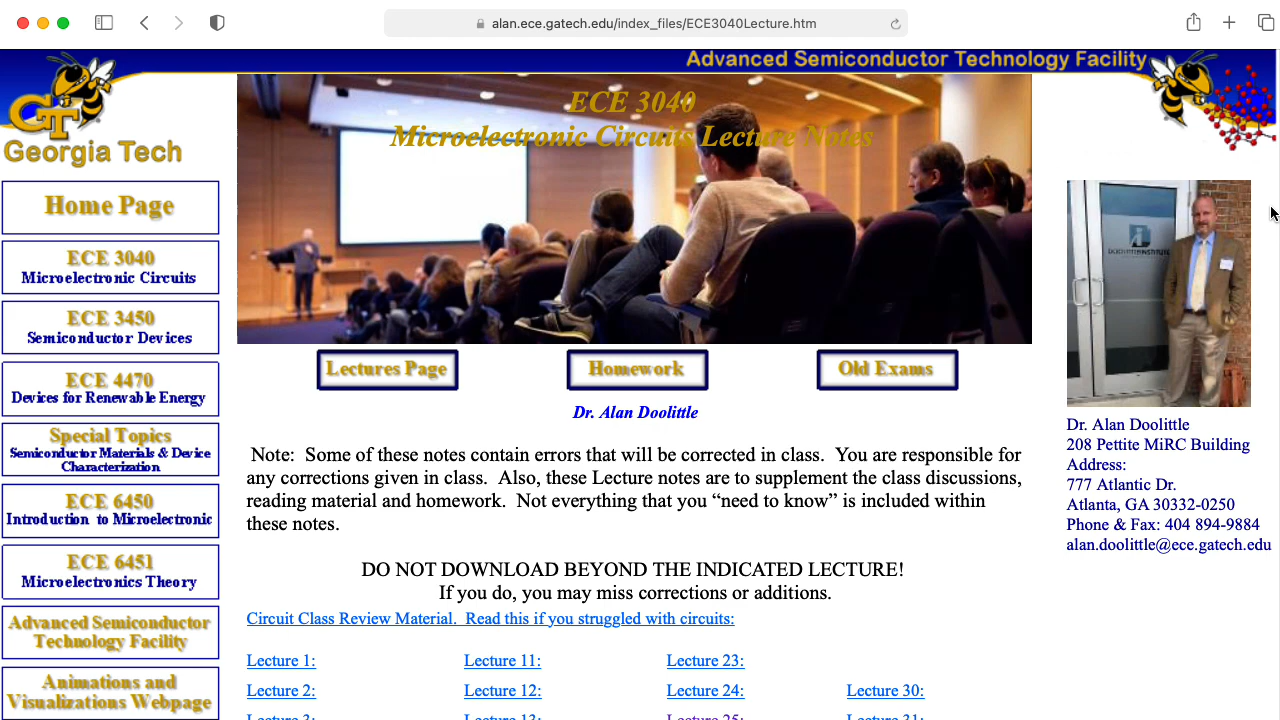 alan.ece.gatech.edu/index_files/ECE3040Lecture.htm
Advanced Semiconductor Technology Facility
GT
Georgia Tech
ECE 3040
Microelectronic Circuits Lecture Notes
Home Page
ECE 3040
Microelectronic Circuits
ECE 3450
Semiconductor Devices
ECE 4470
Devices for Renewable Energy
Special Topics
Semiconductor Materials & Device
Characterization
ECE 6450
Introduction to Microelectronic
ECE 6451
Microelectronics Theory
Advanced Semiconductor
Technology Facility
Animations and
Visualizations Webpage
Lectures Page
Homework
Old Exams
Dr. Alan Doolittle
Note: Some of these notes contain errors that will be corrected in class. You are responsible for
any corrections given in class. Also, these Lecture notes are to supplement the class discussions,
reading material and homework. Not everything that you “need to know” is included within
these notes.
DO NOT DOWNLOAD BEYOND THE INDICATED LECTURE!
If you do, you may miss corrections or additions.
Circuit Class Review Material. Read this if you struggled with circuits:
Lecture 1: Lecture 11: Lecture 23:
Lecture 2: Lecture 12: Lecture 24: Lecture 30:
Lecture 3: Lecture 13: Lecture 25: Lecture 31:
Dr. Alan Doolittle
208 Pettite MiRC Building
Address:
777 Atlantic Dr.
Atlanta, GA 30332-0250
Phone & Fax: 404 894-9884
alan.doolittle@ece.gatech.edu